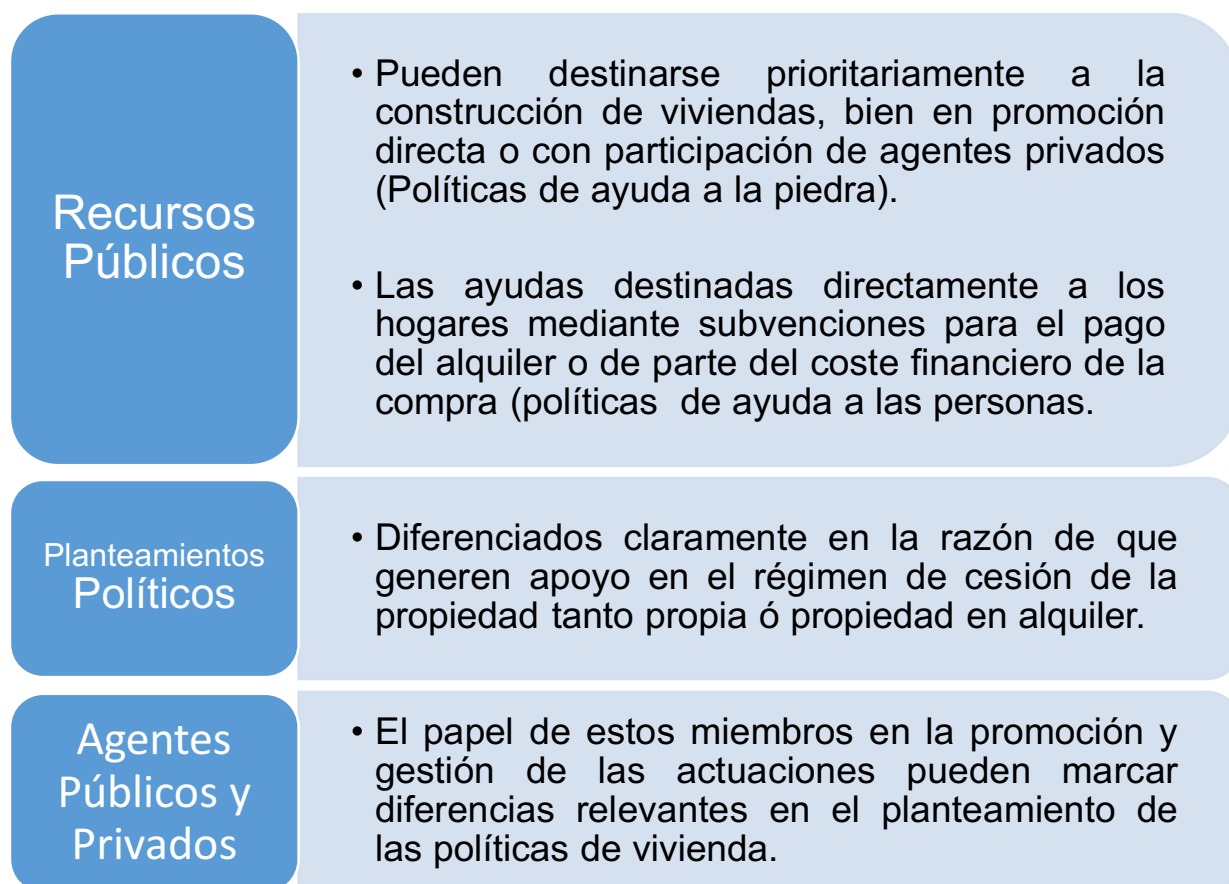 Recursos
Públicos
• Pueden destinarse prioritariamente a la
construcción de viviendas, bien en promoción
directa o con participación de agentes privados
(Políticas de ayuda a la piedra).
• Las ayudas destinadas directamente a los
hogares mediante subvenciones para el pago
del alquiler o de parte del coste financiero de la
compra (políticas de ayuda a las personas.
Planteamientos
Políticos
• Diferenciados claramente en la razón de que
generen apoyo en el régimen de cesión de la
propiedad tanto propia ó propiedad en alquiler.
Agentes
Públicos y
Privados
• El papel de estos miembros en la promoción y
gestión de las actuaciones pueden marcar
diferencias relevantes en el planteamiento de
las políticas de vivienda.